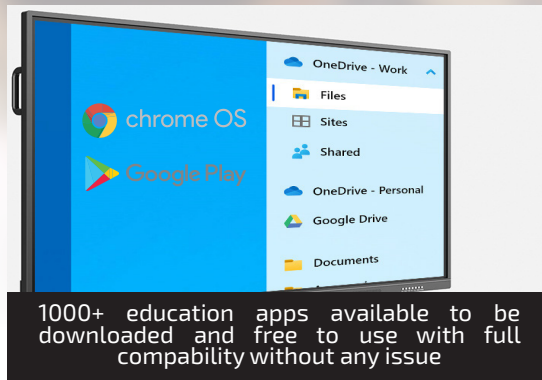 chrome OS
Google Play
OneDrive - Work
Files
Sites
Shared
OneDrive - Personal
Google Drive
Documents
1000+ education apps available to be
downloaded and free to use with full
compability without any issue